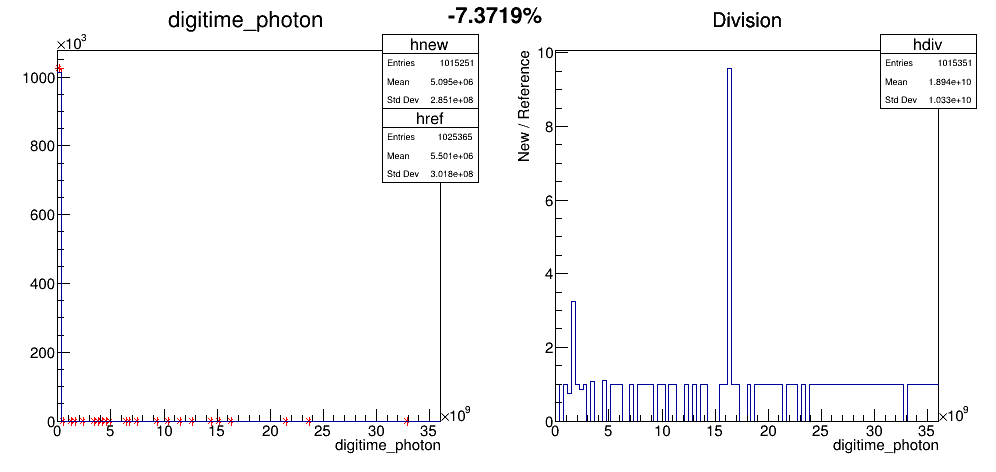 -7.3719%
digitime_photon
×10³
hnew
Entries 1015251
Mean 5.095e+06
Std Dev 2.851e+08
href
Entries 1025365
Mean 5.501e+06
Std Dev 3.018e+08
1000
800
600
400
200
0
0 5 10 15 20 25 30 35
×10⁹
digitime_photon
Division
hdiv
Entries 1015351
Mean 1.894e+10
Std Dev 1.033e+10
New / Reference
10
8
6
4
2
0
0 5 10 15 20 25 30 35
×10⁹
digitime_photon